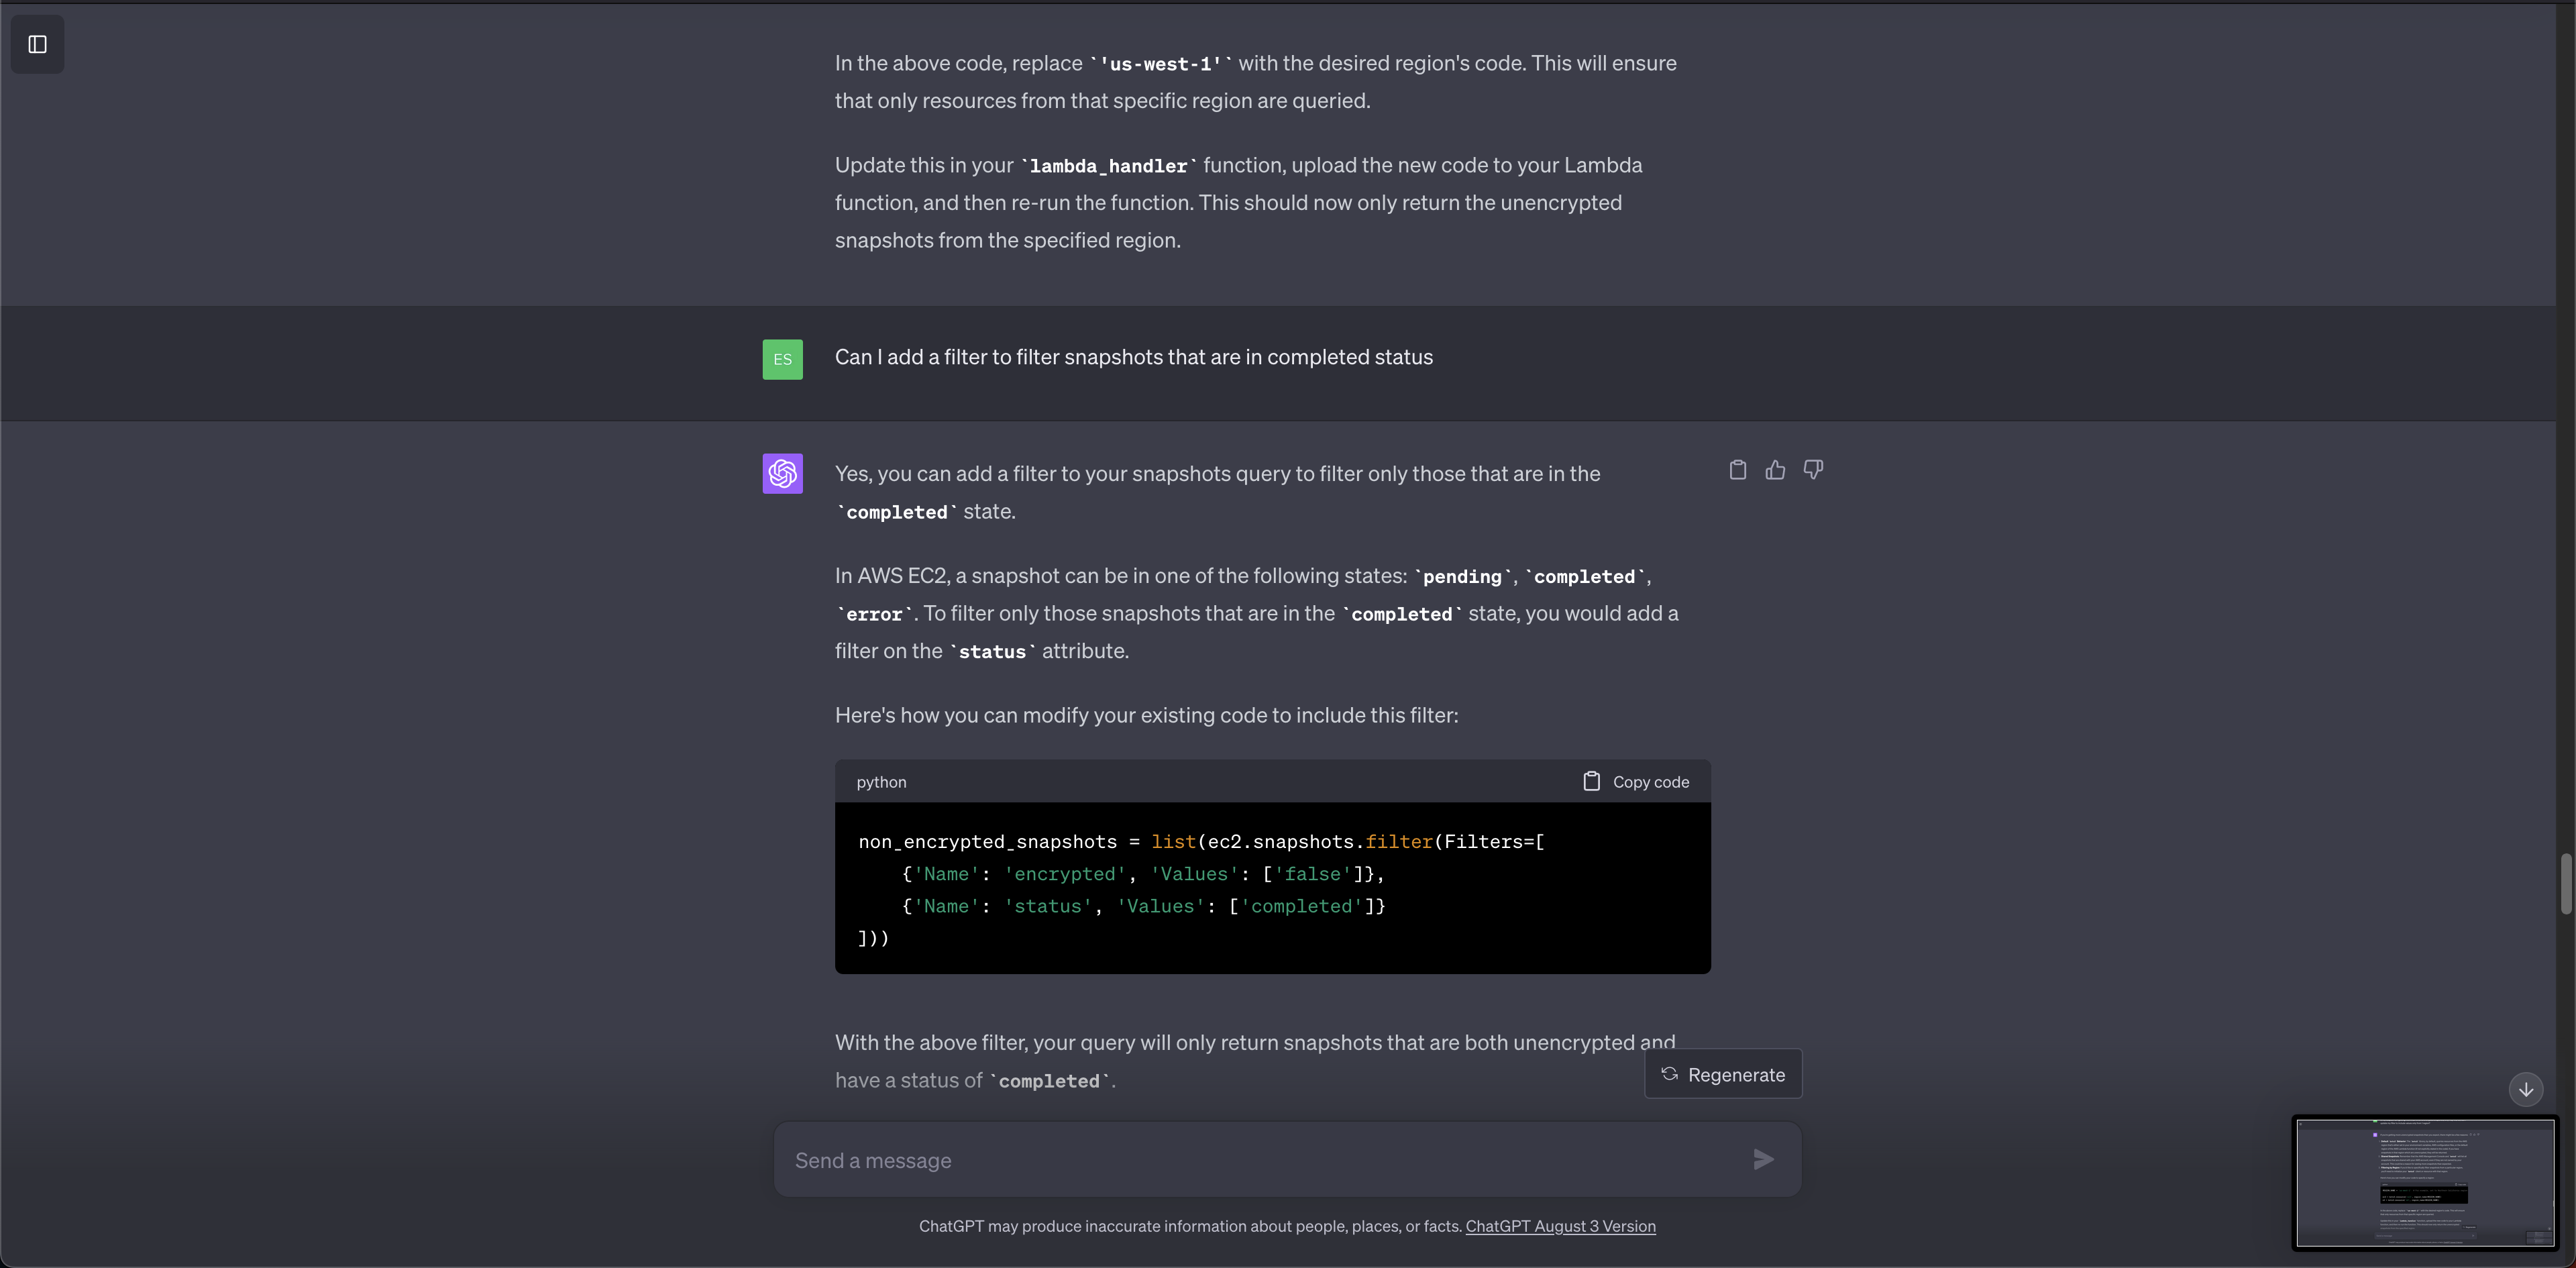 In the above code, replace `'us-west-1'` with the desired region's code. This will ensure
that only resources from that specific region are queried.
Update this in your `lambda_handler` function, upload the new code to your Lambda
function, and then re-run the function. This should now only return the unencrypted
snapshots from the specified region.
ES
Can I add a filter to filter snapshots that are in completed status
Yes, you can add a filter to your snapshots query to filter only those that are in the
`completed` state.
In AWS EC2, a snapshot can be in one of the following states: `pending`, `completed`,
`error`. To filter only those snapshots that are in the `completed` state, you would add a
filter on the `status` attribute.
Here's how you can modify your existing code to include this filter:
python
Copy code
non_encrypted_snapshots = list(ec2.snapshots.filter(Filters=[
    {'Name': 'encrypted', 'Values': ['false']},
    {'Name': 'status', 'Values': ['completed']}
]))
With the above filter, your query will only return snapshots that are both unencrypted and
have a status of `completed`.
Regenerate
Send a message
ChatGPT may produce inaccurate information about people, places, or facts. ChatGPT August 3 Version